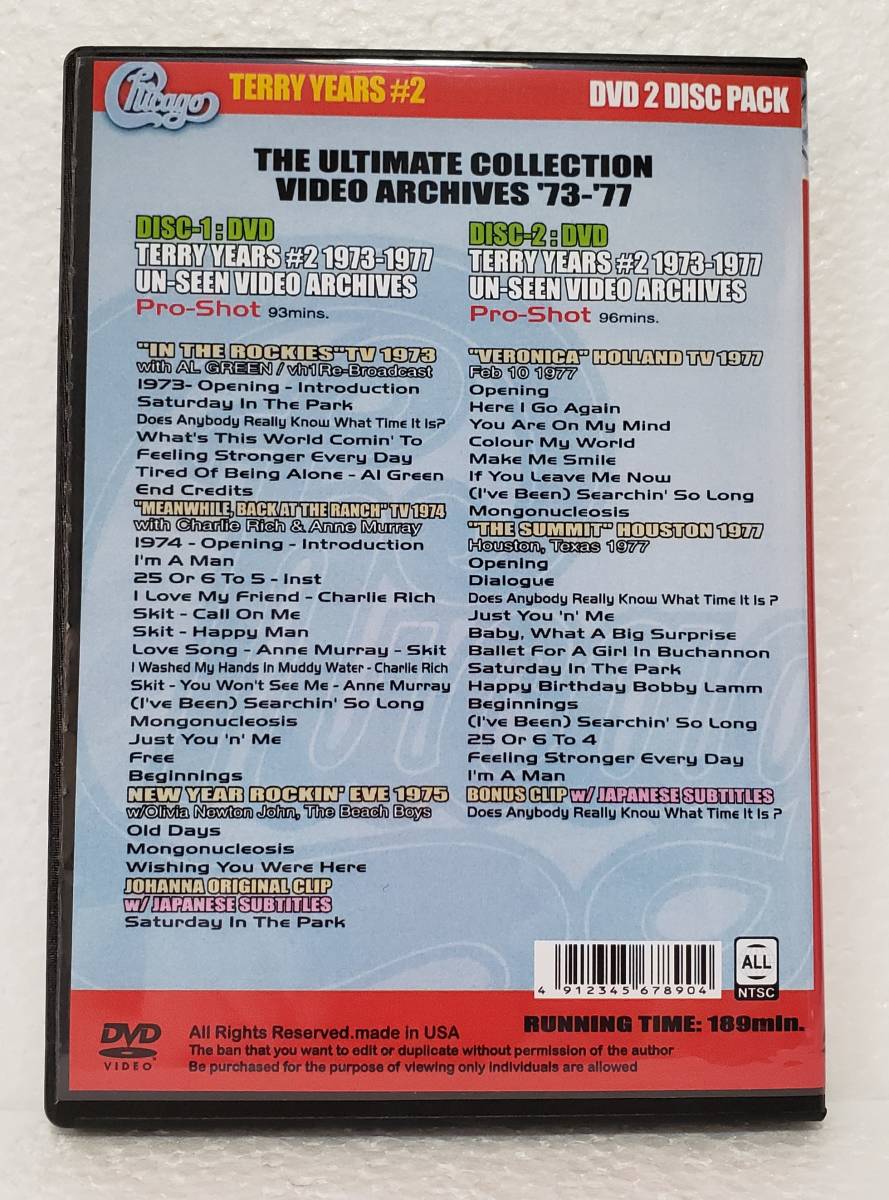 Chicago
TERRY YEARS #2
DVD 2 DISC PACK
THE ULTIMATE COLLECTION
VIDEO ARCHIVES '73-'77
DISC-1 : DVD
TERRY YEARS #2 1973-1977
UN-SEEN VIDEO ARCHIVES
Pro-Shot 93mins.
"IN THE ROCKIES" TV 1973
with AL GREEN / vh1 Re-Broadcast
1973- Opening - Introduction
Saturday In The Park
Does Anybody Really Know What Time It Is?
What's This World Comin' To
Feeling Stronger Every Day
Tired Of Being Alone - Al Green
End Credits
"MEANWHILE, BACK AT THE RANCH" TV 1974
with Charlie Rich & Anne Murray
1974 - Opening - Introduction
I'm A Man
25 Or 6 To 5 - Inst
I Love My Friend - Charlie Rich
Skit - Call On Me
Skit - Happy Man
Love Song - Anne Murray - Skit
I Washed My Hands In Muddy Water - Charlie Rich
Skit - You Won't See Me - Anne Murray
(I've Been) Searchin' So Long
Mongonucleosis
Just You 'n' Me
Free
Beginnings
NEW YEAR ROCKIN' EVE 1975
w/Olivia Newton John, The Beach Boys
Old Days
Mongonucleosis
Wishing You Were Here
JOHANNA ORIGINAL CLIP
w/ JAPANESE SUBTITLES
Saturday In The Park
DISC-2 : DVD
TERRY YEARS #2 1973-1977
UN-SEEN VIDEO ARCHIVES
Pro-Shot 96mins.
"VERONICA" HOLLAND TV 1977
Feb 10 1977
Opening
Here I Go Again
You Are On My Mind
Colour My World
Make Me Smile
If You Leave Me Now
(I've Been) Searchin' So Long
Mongonucleosis
"THE SUMMIT" HOUSTON 1977
Houston, Texas 1977
Opening
Dialogue
Does Anybody Really Know What Time It Is ?
Just You 'n' Me
Baby, What A Big Surprise
Ballet For A Girl In Buchannon
Saturday In The Park
Happy Birthday Bobby Lamm
Beginnings
(I've Been) Searchin' So Long
25 Or 6 To 4
Feeling Stronger Every Day
I'm A Man
BONUS CLIP w/ JAPANESE SUBTITLES
Does Anybody Really Know What Time It Is ?
4 912345 678904
ALL
NTSC
RUNNING TIME: 189min.
DVD
VIDEO
All Rights Reserved.made in USA
The ban that you want to edit or duplicate without permission of the author
Be purchased for the purpose of viewing only individuals are allowed